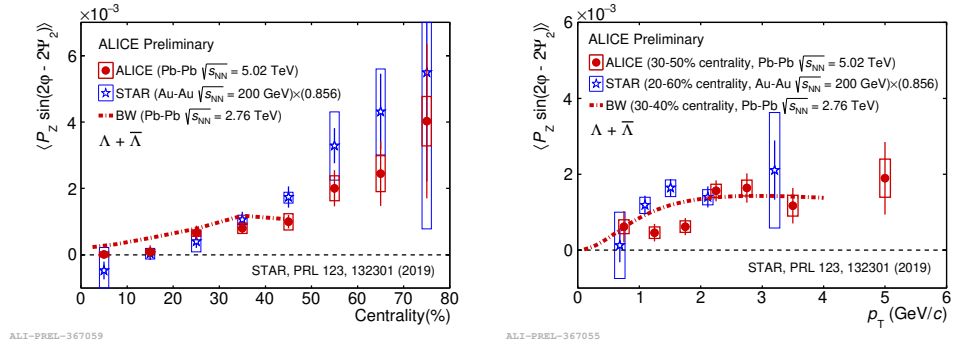 ×10⁻³
⟨P_Z sin(2φ - 2Ψ₂)⟩
ALICE Preliminary
ALICE (Pb-Pb √s_NN = 5.02 TeV)
STAR (Au-Au √s_NN = 200 GeV)×(0.856)
BW (Pb-Pb √s_NN = 2.76 TeV)
Λ + Λ̅
6
4
2
0
STAR, PRL 123, 132301 (2019)
0 10 20 30 40 50 60 70 80
Centrality(%)
ALI-PREL-367059
×10⁻³
⟨P_Z sin(2φ - 2Ψ₂)⟩
ALICE Preliminary
ALICE (30-50% centrality, Pb-Pb √s_NN = 5.02 TeV)
STAR (20-60% centrality, Au-Au √s_NN = 200 GeV)×(0.856)
BW (30-40% centrality, Pb-Pb √s_NN = 2.76 TeV)
Λ + Λ̅
6
4
2
0
STAR, PRL 123, 132301 (2019)
0 1 2 3 4 5 6
p_T (GeV/c)
ALI-PREL-367055